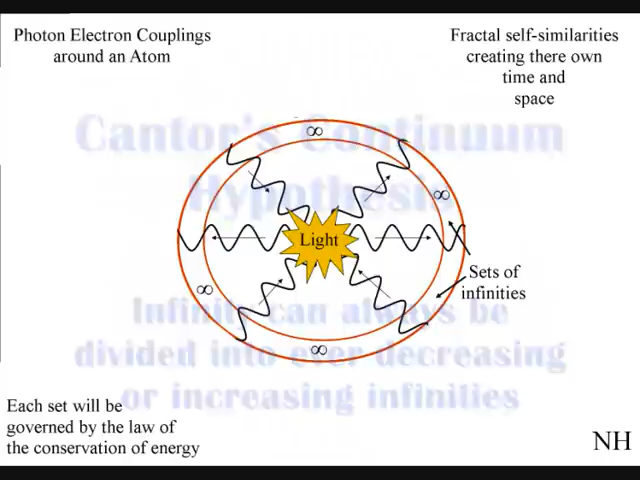 Photon Electron Couplings
around an Atom
Fractal self-similarities
creating there own
time and
space
Cantor's Continuum
Hypothesis
∞
∞
Light
Sets of
infinities
∞
Infinite can always be
∞
divided into ever decreasing
or increasing infinities
Each set will be
governed by the law of
the conservation of energy
NH